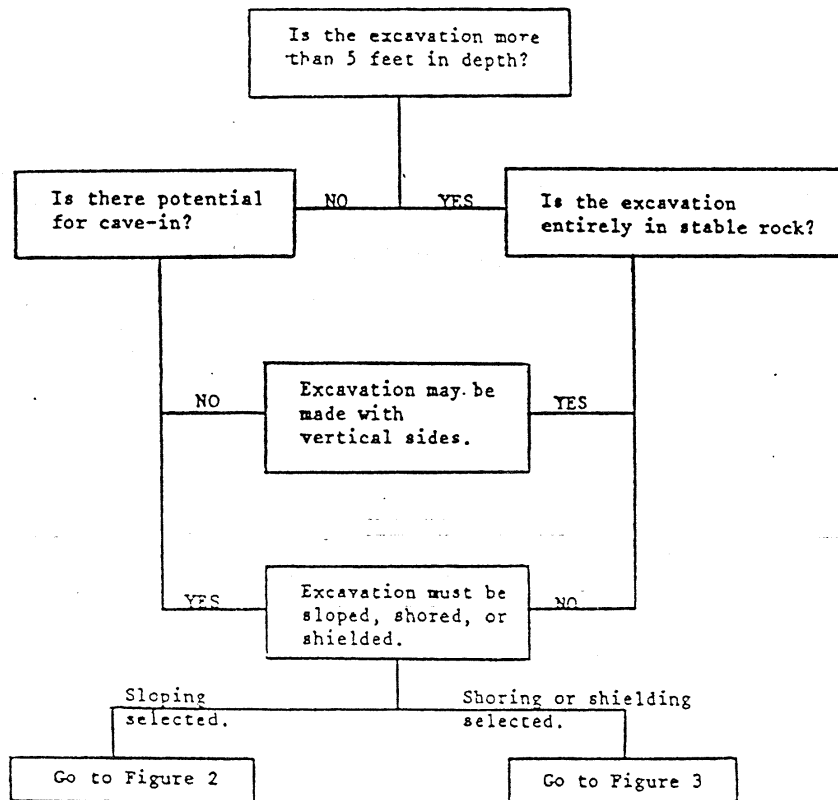 Is the excavation more
than 5 feet in depth?
NO
YES
Is there potential
for cave-in?
Is the excavation
entirely in stable rock?
NO
Excavation may be
made with
vertical sides.
YES
YES
Excavation must be
sloped, shored, or
shielded.
NO
Sloping
selected.
Shoring or shielding
selected.
Go to Figure 2
Go to Figure 3